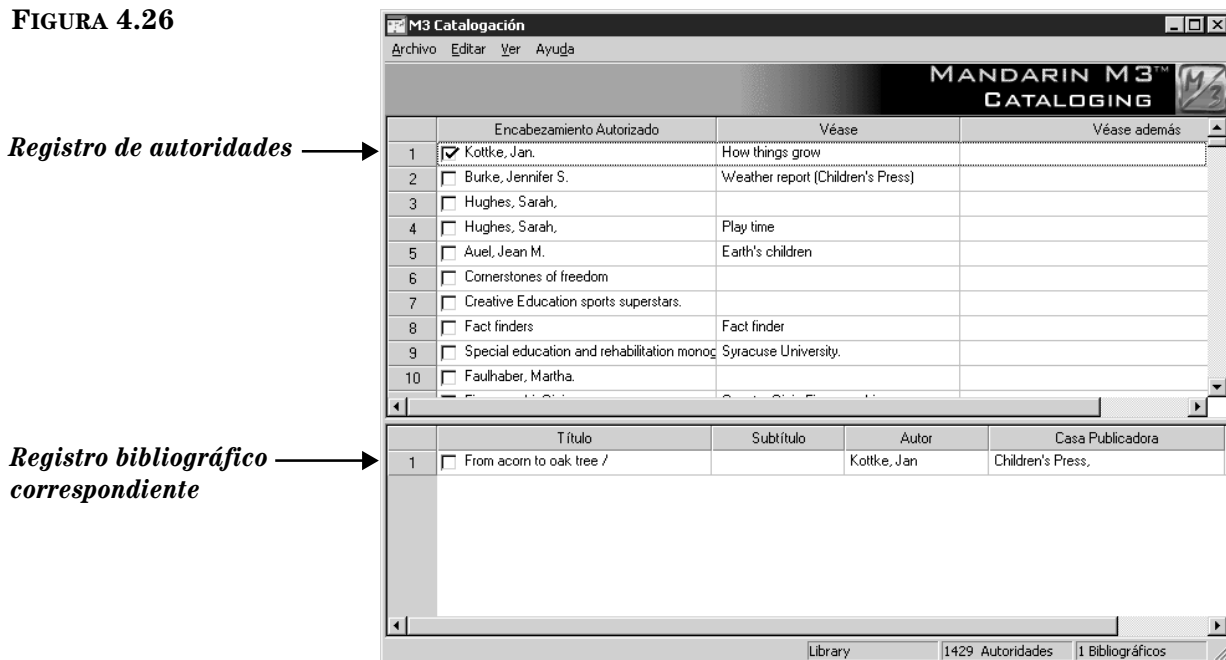 FIGURA 4.26
M3 Catalogación
Archivo Editar Ver Ayuda
MANDARIN M3™
CATALOGING
M/3
Encabezamiento Autorizado Véase Véase además
Registro de autoridades
1 Kottke, Jan. How things grow
2 Burke, Jennifer S. Weather report (Children's Press)
3 Hughes, Sarah,
4 Hughes, Sarah, Play time
5 Auel, Jean M. Earth's children
6 Cornerstones of freedom
7 Creative Education sports superstars.
8 Fact finders Fact finder
9 Special education and rehabilitation monog Syracuse University.
10 Faulhaber, Martha.
Título Subtítulo Autor Casa Publicadora
Registro bibliográfico
correspondiente
1 From acorn to oak tree / Kottke, Jan Children's Press,
Library 1429 Autoridades 1 Bibliográficos